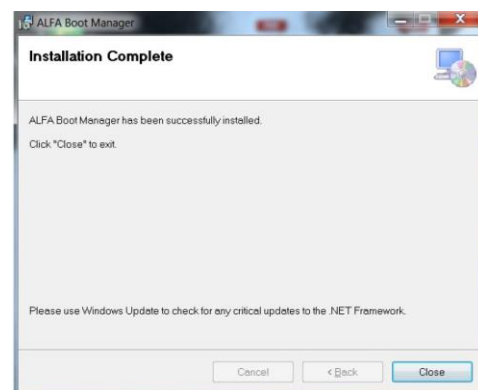 ALFA Boot Manager
Installation Complete
ALFA Boot Manager has been successfully installed.
Click "Close" to exit.
Please use Windows Update to check for any critical updates to the .NET Framework.
Cancel
< Back
Close